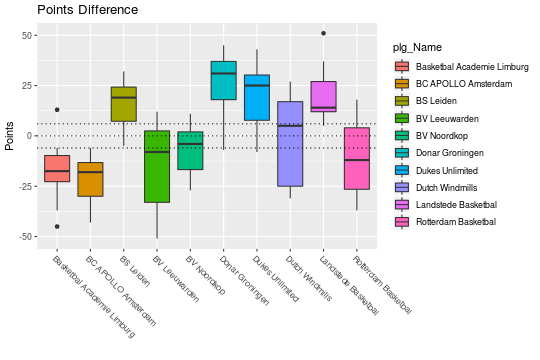 Points Difference
Points
50
25
0
-25
-50
Basketbal Academie Limburg
BC APOLLO Amsterdam
BS Leiden
BV Leeuwarden
BV Noordkop
Donar Groningen
Dukes Unlimited
Dutch Windmills
Landstede Basketbal
Rotterdam Basketbal
plg_Name
Basketbal Academie Limburg
BC APOLLO Amsterdam
BS Leiden
BV Leeuwarden
BV Noordkop
Donar Groningen
Dukes Unlimited
Dutch Windmills
Landstede Basketbal
Rotterdam Basketbal